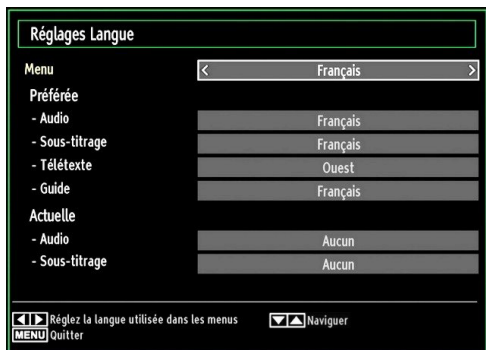 Réglages Langue
Menu < Français >
Préférée
- Audio Français
- Sous-titrage Français
- Télétexte Ouest
- Guide Français
Actuelle
- Audio Aucun
- Sous-titrage Aucun
Réglez la langue utilisée dans les menus Naviguer
MENU Quitter